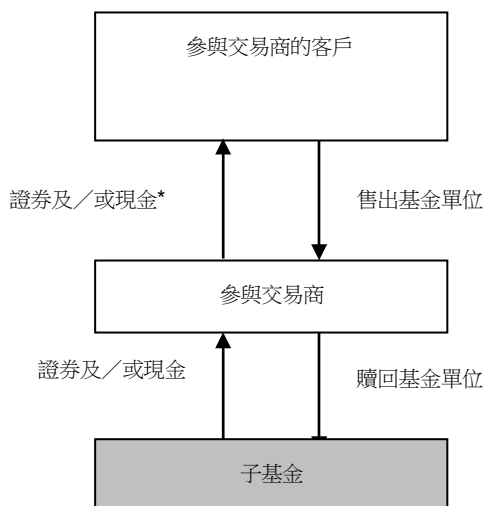 參與交易商的客戶
證券及／或現金*
售出基金單位
參與交易商
證券及／或現金
贖回基金單位
子基金